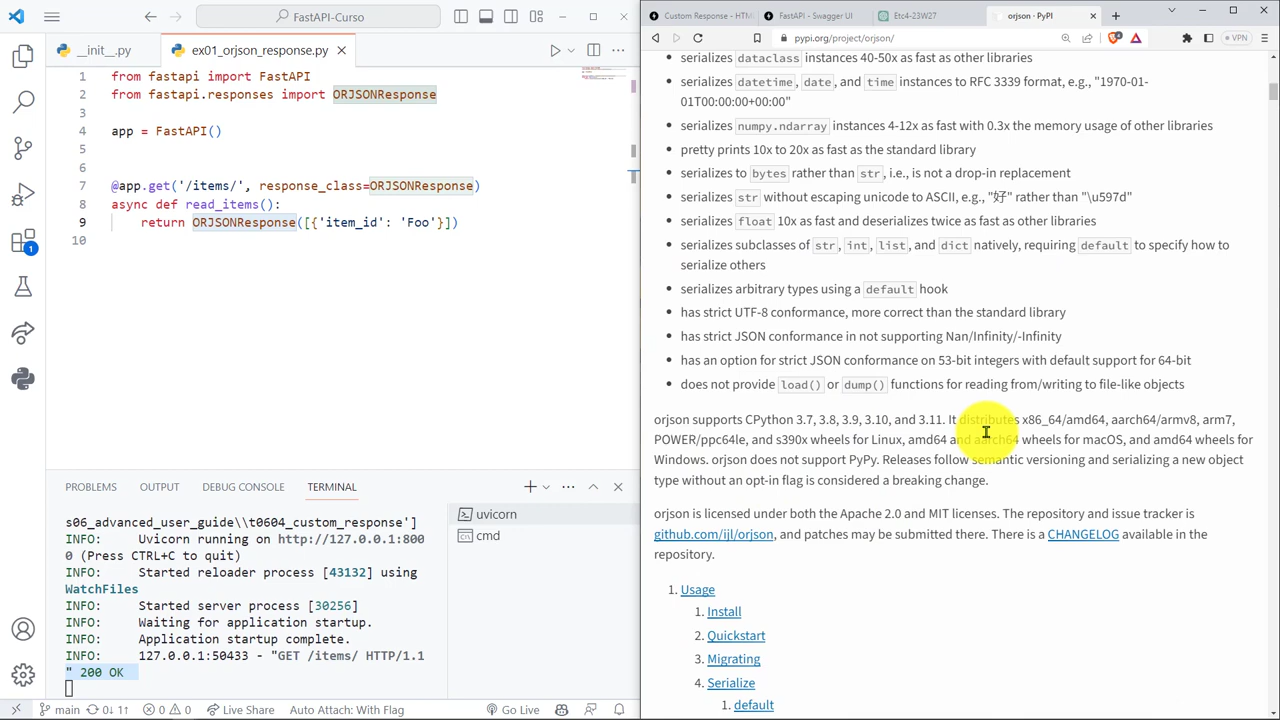 FastAPI-Curso
__init__.py
ex01_orjson_response.py
1 from fastapi import FastAPI
2 from fastapi.responses import ORJSONResponse
3
4 app = FastAPI()
5
6
7 @app.get('/items/', response_class=ORJSONResponse)
8 async def read_items():
9 return ORJSONResponse([{'item_id': 'Foo'}])
10
1
PROBLEMS OUTPUT DEBUG CONSOLE TERMINAL
s06_advanced_user_guide\\t0604_custom_response']
INFO: Uvicorn running on http://127.0.0.1:800
0 (Press CTRL+C to quit)
INFO: Started reloader process [43132] using
WatchFiles
INFO: Started server process [30256]
INFO: Waiting for application startup.
INFO: Application startup complete.
INFO: 127.0.0.1:50433 - "GET /items/ HTTP/1.1
" 200 OK
uvicorn
cmd
main 0↓ 1↑ 0 0 Live Share Auto Attach: With Flag Go Live
Custom Response - HTM
FastAPI - Swagger UI
Etc4-23W27
orjson · PyPI
pypi.org/project/orjson/
VPN
serializes dataclass instances 40-50x as fast as other libraries
serializes datetime, date, and time instances to RFC 3339 format, e.g., "1970-01-
01T00:00:00+00:00"
serializes numpy.ndarray instances 4-12x as fast with 0.3x the memory usage of other libraries
pretty prints 10x to 20x as fast as the standard library
serializes to bytes rather than str, i.e., is not a drop-in replacement
serializes str without escaping unicode to ASCII, e.g., "好" rather than "\u597d"
serializes float 10x as fast and deserializes twice as fast as other libraries
serializes subclasses of str, int, list, and dict natively, requiring default to specify how to
serialize others
serializes arbitrary types using a default hook
has strict UTF-8 conformance, more correct than the standard library
has strict JSON conformance in not supporting Nan/Infinity/-Infinity
has an option for strict JSON conformance on 53-bit integers with default support for 64-bit
does not provide load() or dump() functions for reading from/writing to file-like objects
orjson supports CPython 3.7, 3.8, 3.9, 3.10, and 3.11. It distributes x86_64/amd64, aarch64/armv8, arm7,
POWER/ppc64le, and s390x wheels for Linux, amd64 and aarch64 wheels for macOS, and amd64 wheels for
Windows. orjson does not support PyPy. Releases follow semantic versioning and serializing a new object
type without an opt-in flag is considered a breaking change.
orjson is licensed under both the Apache 2.0 and MIT licenses. The repository and issue tracker is
github.com/ijl/orjson, and patches may be submitted there. There is a CHANGELOG available in the
repository.
1. Usage
1. Install
2. Quickstart
3. Migrating
4. Serialize
1. default